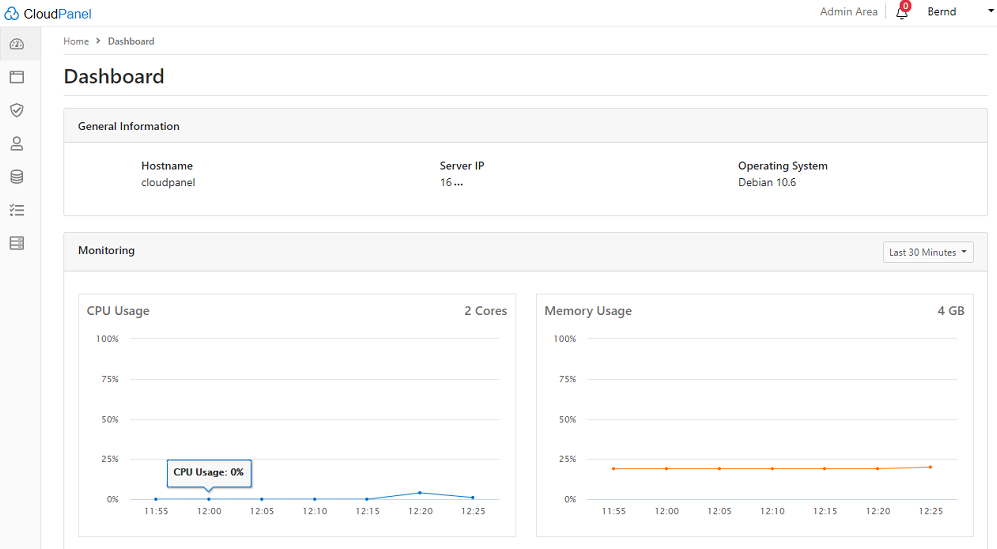 CloudPanel
Admin Area 0 Bernd
Home > Dashboard
Dashboard
General Information
Hostname Server IP Operating System
cloudpanel 16 ... Debian 10.6
Monitoring Last 30 Minutes
CPU Usage 2 Cores
100%
75%
50%
25%
0%
CPU Usage: 0%
11:55 12:00 12:05 12:10 12:15 12:20 12:25
Memory Usage 4 GB
100%
75%
50%
25%
0%
11:55 12:00 12:05 12:10 12:15 12:20 12:25